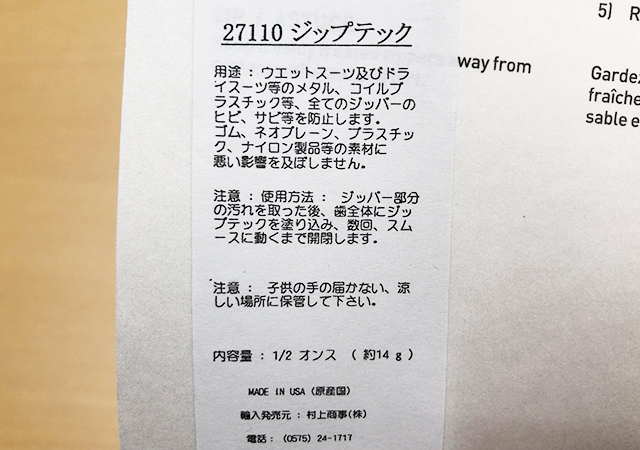 27110 ジップテック
用途 : ウエットスーツ及びドラ
イスーツ等のメタル、コイルプ
ラスチック等、全てのジッパーの
ヒビ、サビ等を防止します。
ゴム、ネオプレーン、プラスチッ
ク、ナイロン製品等の素材に
悪い影響を及ぼしません。
注意 : 使用方法 : ジッパー部分
の汚れを取った後、歯全体にジッ
プテックを塗り込み、数回、スム
ースに動くまで開閉します。
注意 : 子供の手の届かない、涼
しい場所に保管して下さい。
内容量 : 1/2 オンス ( 約14 g )
MADE IN USA (原産国)
輸入発売元 : 村上商事(株)
電話 : (0575) 24-1717
way from
5) R
Gardez
fraîche
sable e